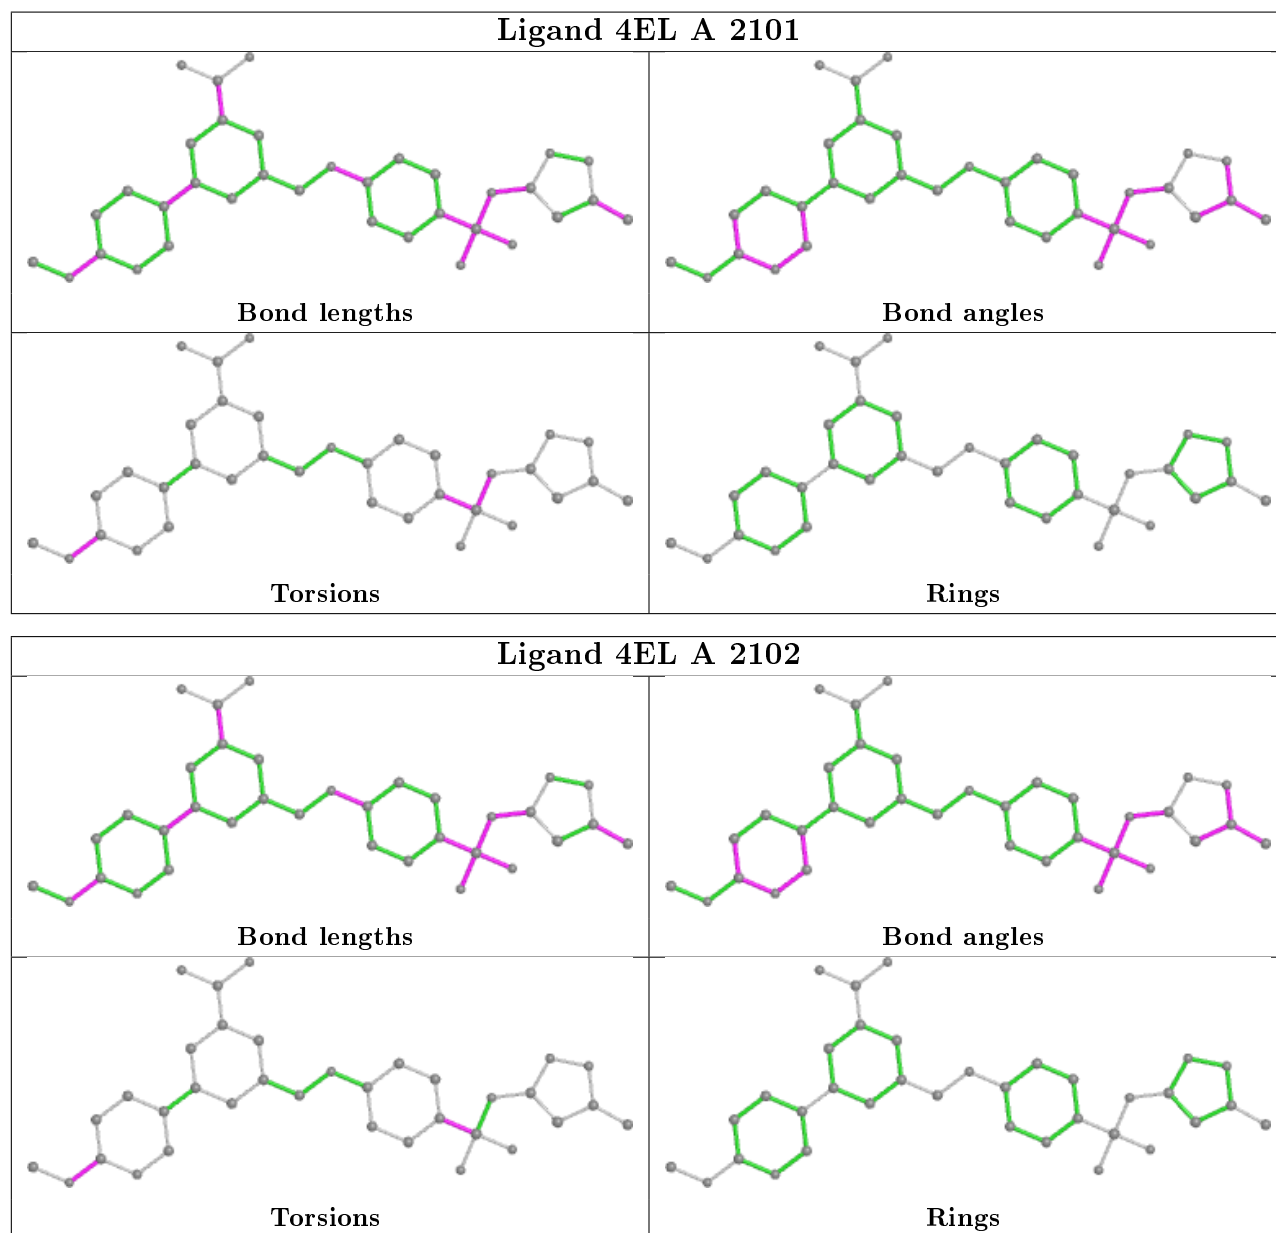 Ligand 4EL A 2101
Bond lengths
Bond angles
Torsions
Rings
Ligand 4EL A 2102
Bond lengths
Bond angles
Torsions
Rings